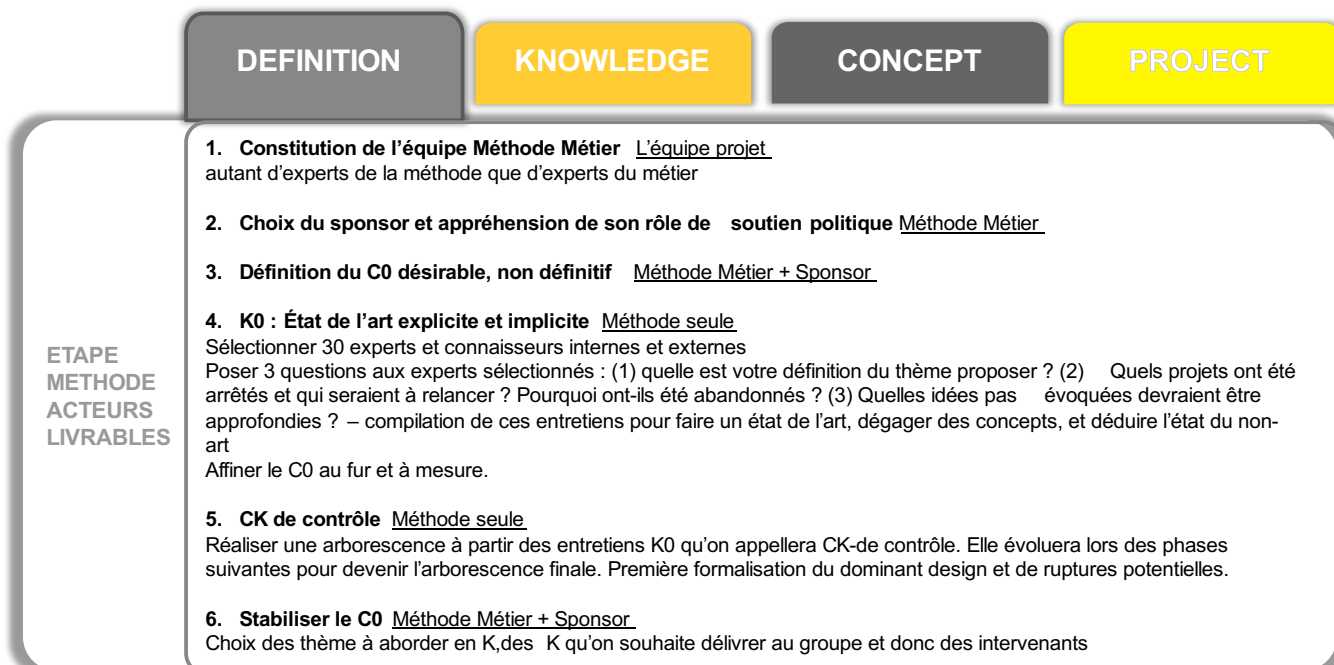 DEFINITION
KNOWLEDGE
CONCEPT
PROJECT
ETAPE
METHODE
ACTEURS
LIVRABLES
1. Constitution de l'équipe Méthode Métier L'équipe projet
autant d'experts de la méthode que d'experts du métier
2. Choix du sponsor et appréhension de son rôle de soutien politique Méthode Métier
3. Définition du C0 désirable, non définitif Méthode Métier + Sponsor
4. K0 : État de l'art explicite et implicite Méthode seule
Sélectionner 30 experts et connaisseurs internes et externes
Poser 3 questions aux experts sélectionnés : (1) quelle est votre définition du thème proposer ? (2) Quels projets ont été
arrêtés et qui seraient à relancer ? Pourquoi ont-ils été abandonnés ? (3) Quelles idées pas évoquées devraient être
approfondies ? – compilation de ces entretiens pour faire un état de l'art, dégager des concepts, et déduire l'état du non-
art
Affiner le C0 au fur et à mesure.
5. CK de contrôle Méthode seule
Réaliser une arborescence à partir des entretiens K0 qu'on appellera CK-de contrôle. Elle évoluera lors des phases
suivantes pour devenir l'arborescence finale. Première formalisation du dominant design et de ruptures potentielles.
6. Stabiliser le C0 Méthode Métier + Sponsor
Choix des thème à aborder en K,des K qu'on souhaite délivrer au groupe et donc des intervenants